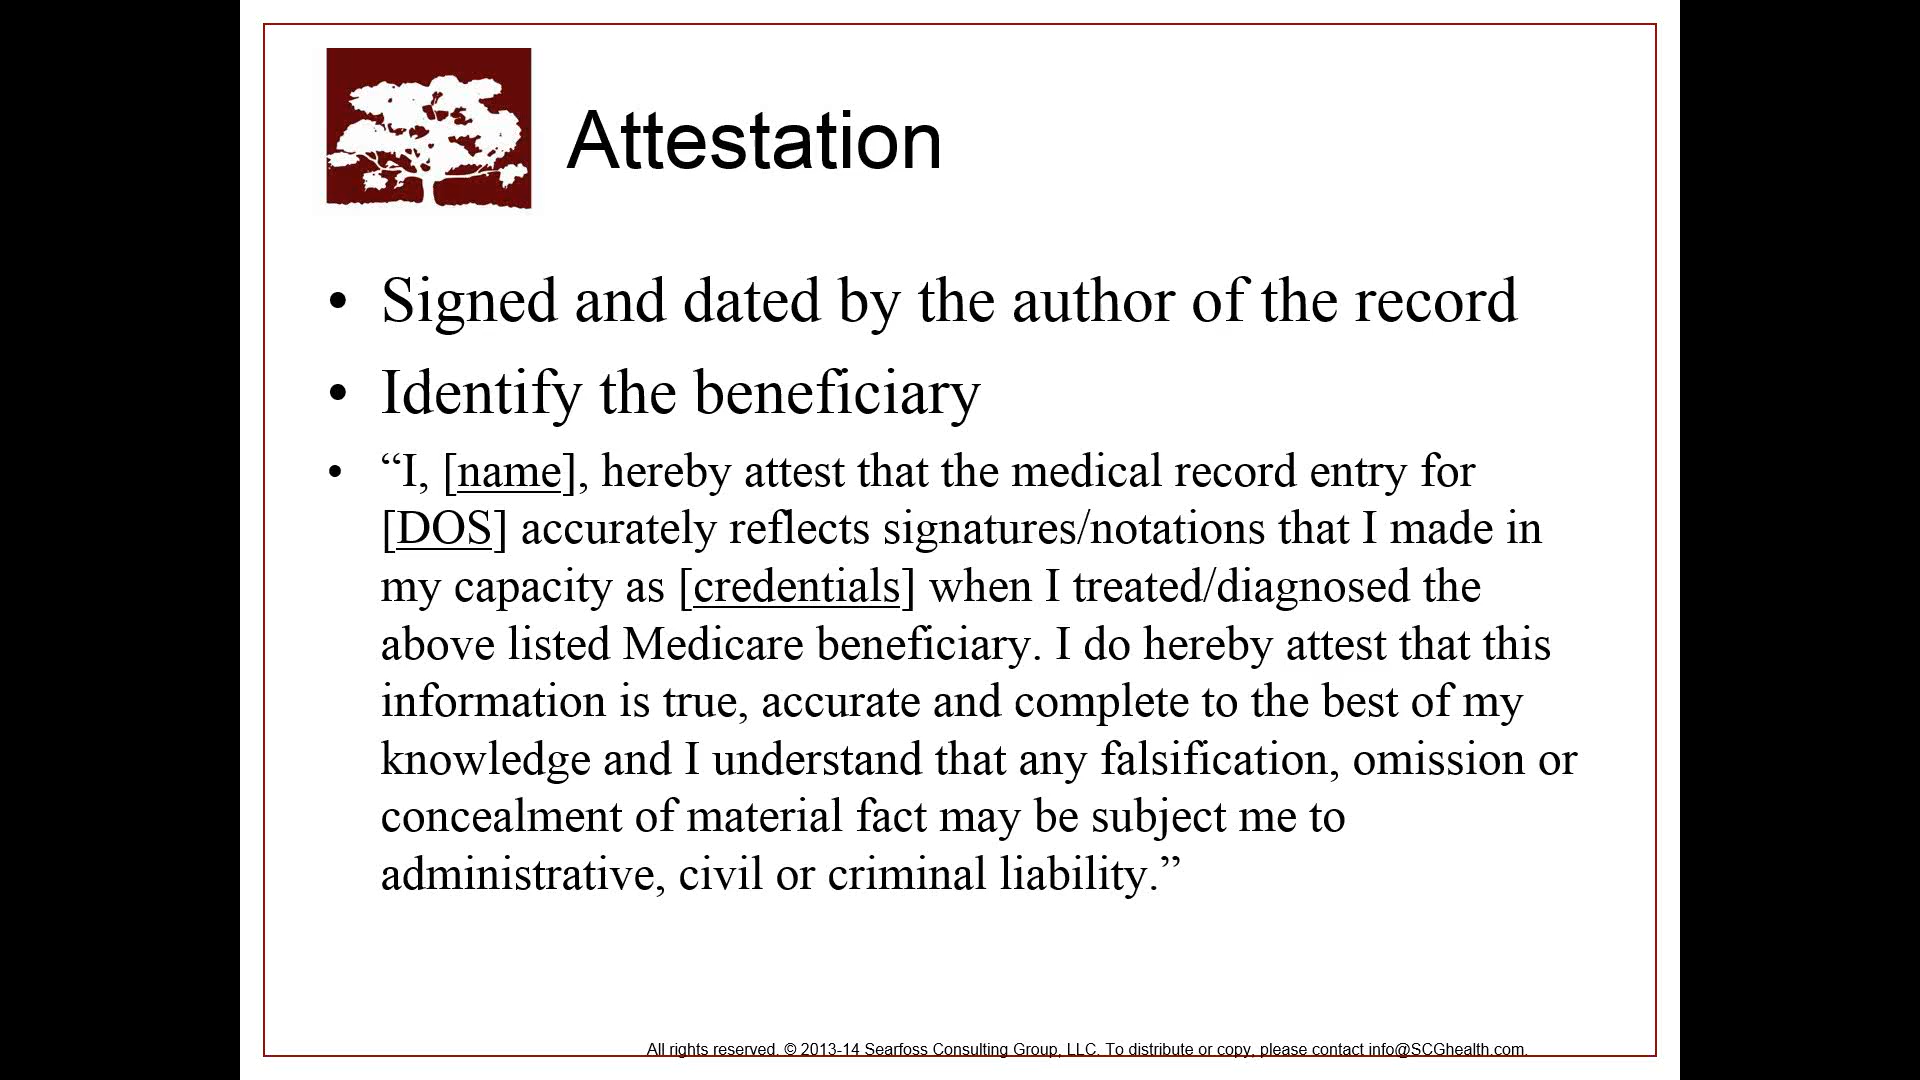 Attestation
• Signed and dated by the author of the record
• Identify the beneficiary
• “I, [name], hereby attest that the medical record entry for
[DOS] accurately reflects signatures/notations that I made in
my capacity as [credentials] when I treated/diagnosed the
above listed Medicare beneficiary. I do hereby attest that this
information is true, accurate and complete to the best of my
knowledge and I understand that any falsification, omission or
concealment of material fact may be subject me to
administrative, civil or criminal liability.”
All rights reserved. © 2013-14 Searfoss Consulting Group, LLC. To distribute or copy, please contact info@SCGhealth.com.